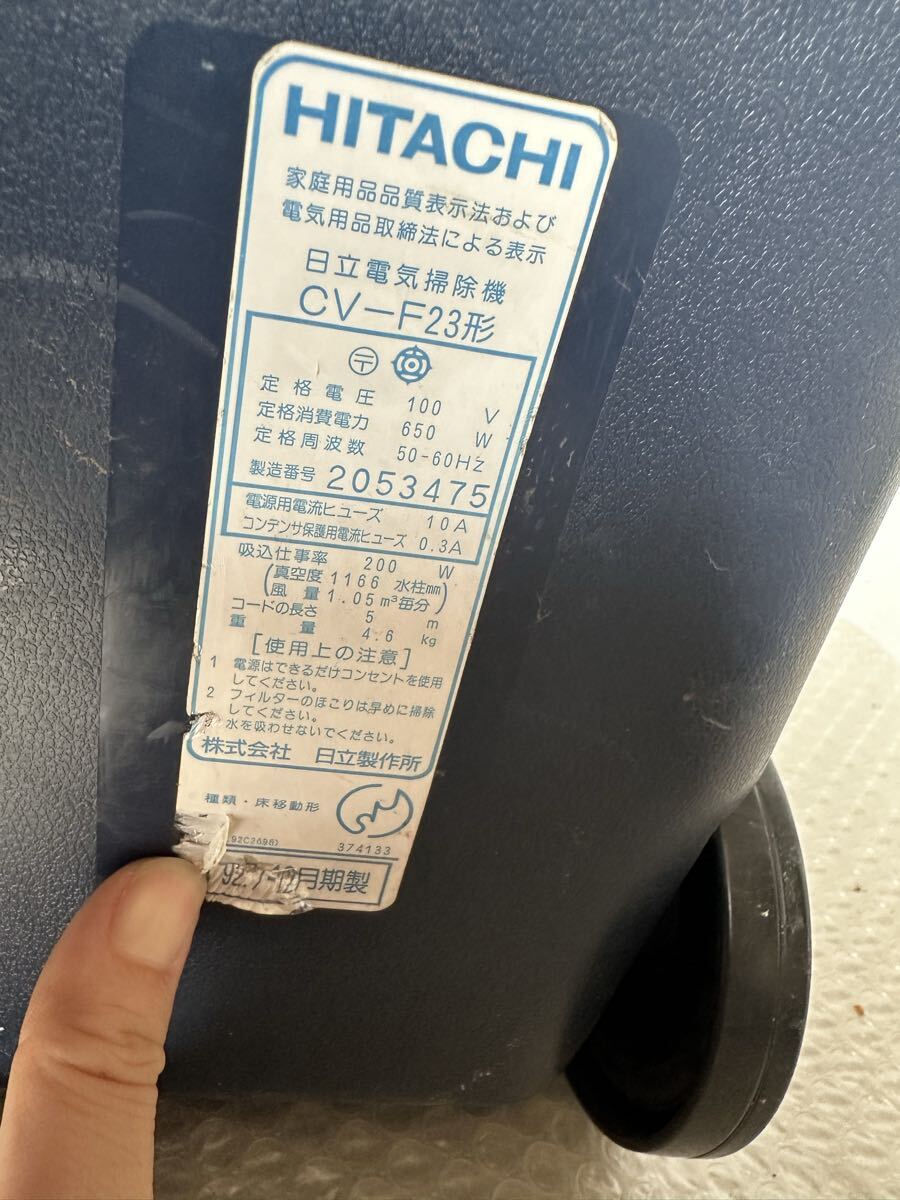 HITACHI
家庭用品品質表示法および
電気用品取締法による表示
日立電気掃除機
CV-F23形
〒
定格電圧 100 V
定格消費電力 650 W
定格周波数 50-60Hz
製造番号 2053475
電源用電流ヒューズ 10A
コンデンサ保護用電流ヒューズ 0.3A
吸込仕事率 200 W
(真空度 1166 水柱mm
風量 1.05 m³毎分)
コードの長さ 5 m
重量 4.6 kg
[使用上の注意]
1 電源はできるだけコンセントを使用
してください。
2 フィルターのほこりは早めに掃除
してください。
水を吸わせないでください。
株式会社 日立製作所
種類・床移動形
92C2698)
374133
月期製